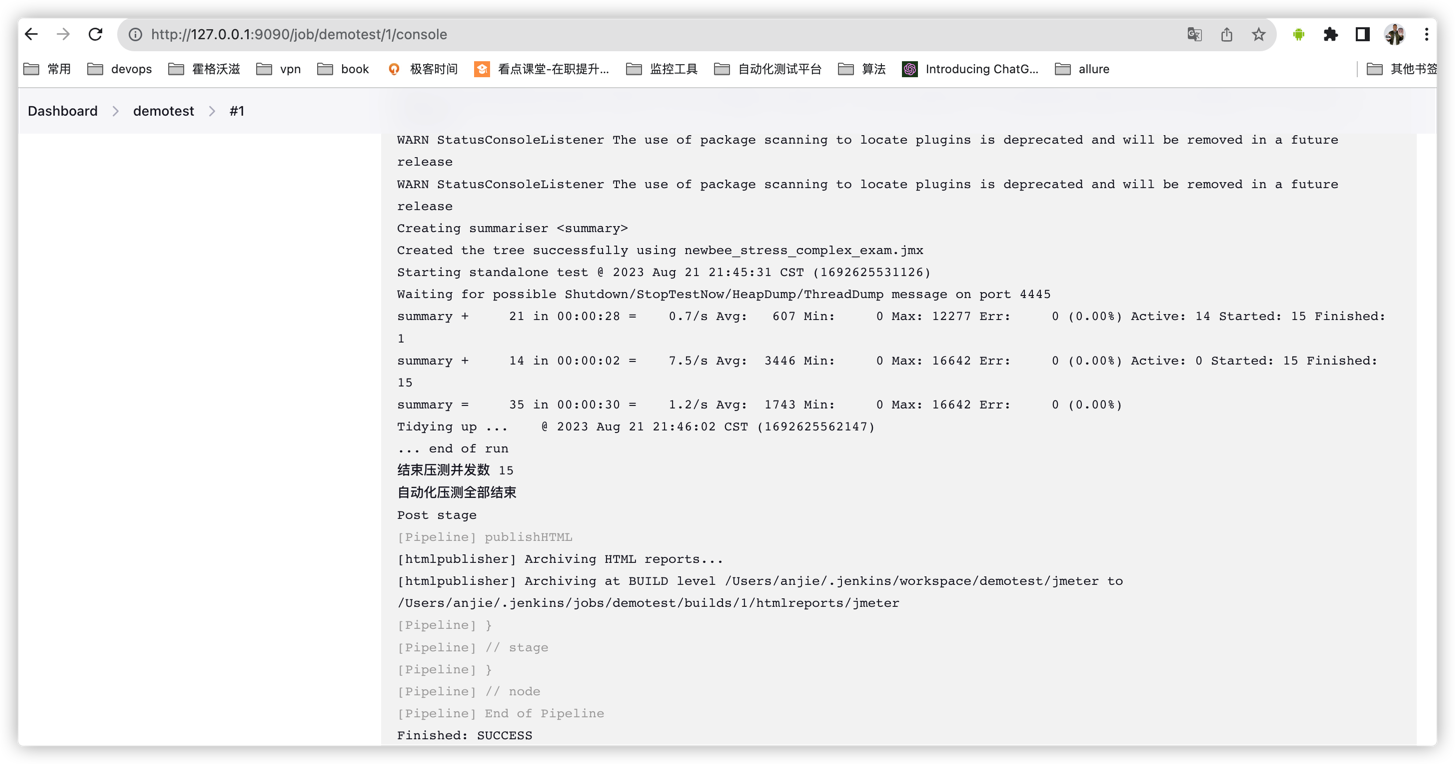 http://127.0.0.1:9090/job/demotest/1/console
常用 devops 霍格沃滋 vpn book 极客时间 看点课堂-在职提升... 监控工具 自动化测试平台 算法 Introducing ChatG... allure 其他书签
Dashboard > demotest > #1
WARN StatusConsoleListener The use of package scanning to locate plugins is deprecated and will be removed in a future
release
WARN StatusConsoleListener The use of package scanning to locate plugins is deprecated and will be removed in a future
release
Creating summariser <summary>
Created the tree successfully using newbee_stress_complex_exam.jmx
Starting standalone test @ 2023 Aug 21 21:45:31 CST (1692625531126)
Waiting for possible Shutdown/StopTestNow/HeapDump/ThreadDump message on port 4445
summary +     21 in 00:00:28 =    0.7/s Avg:   607 Min:     0 Max: 12277 Err:     0 (0.00%) Active: 14 Started: 15 Finished:
1
summary +     14 in 00:00:02 =    7.5/s Avg:  3446 Min:     0 Max: 16642 Err:     0 (0.00%) Active: 0 Started: 15 Finished:
15
summary =     35 in 00:00:30 =    1.2/s Avg:  1743 Min:     0 Max: 16642 Err:     0 (0.00%)
Tidying up ...    @ 2023 Aug 21 21:46:02 CST (1692625562147)
... end of run
结束压测并发数 15
自动化压测全部结束
Post stage
[Pipeline] publishHTML
[htmlpublisher] Archiving HTML reports...
[htmlpublisher] Archiving at BUILD level /Users/anjie/.jenkins/workspace/demotest/jmeter to
/Users/anjie/.jenkins/jobs/demotest/builds/1/htmlreports/jmeter
[Pipeline] }
[Pipeline] // stage
[Pipeline] }
[Pipeline] // node
[Pipeline] End of Pipeline
Finished: SUCCESS